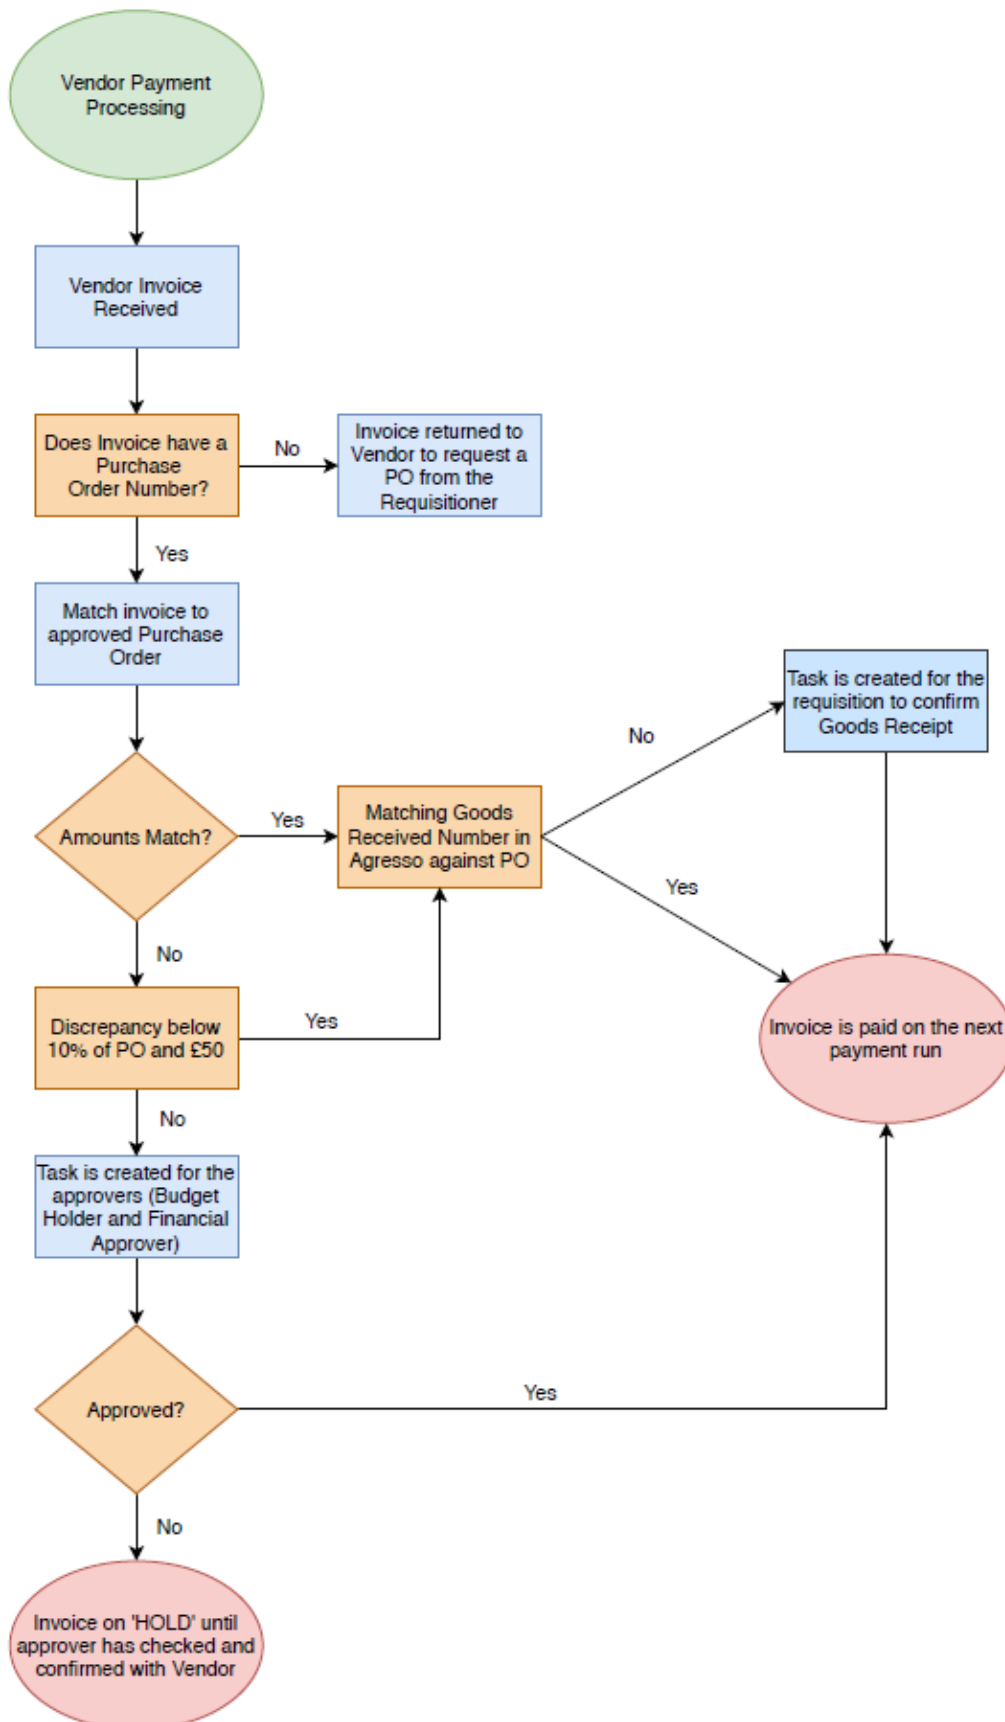 Vendor Payment
Processing
Vendor Invoice
Received
Does Invoice have a
Purchase
Order Number?
No
Invoice returned to
Vendor to request a
PO from the
Requisitioner
Yes
Match invoice to
approved Purchase
Order
Task is created for the
requisition to confirm
Goods Receipt
No
Amounts Match?
Yes
Matching Goods
Received Number in
Agresso against PO
Yes
No
Discrepancy below
10% of PO and £50
Yes
Invoice is paid on the next
payment run
No
Task is created for the
approvers (Budget
Holder and Financial
Approver)
Approved?
Yes
No
Invoice on 'HOLD' until
approver has checked and
confirmed with Vendor